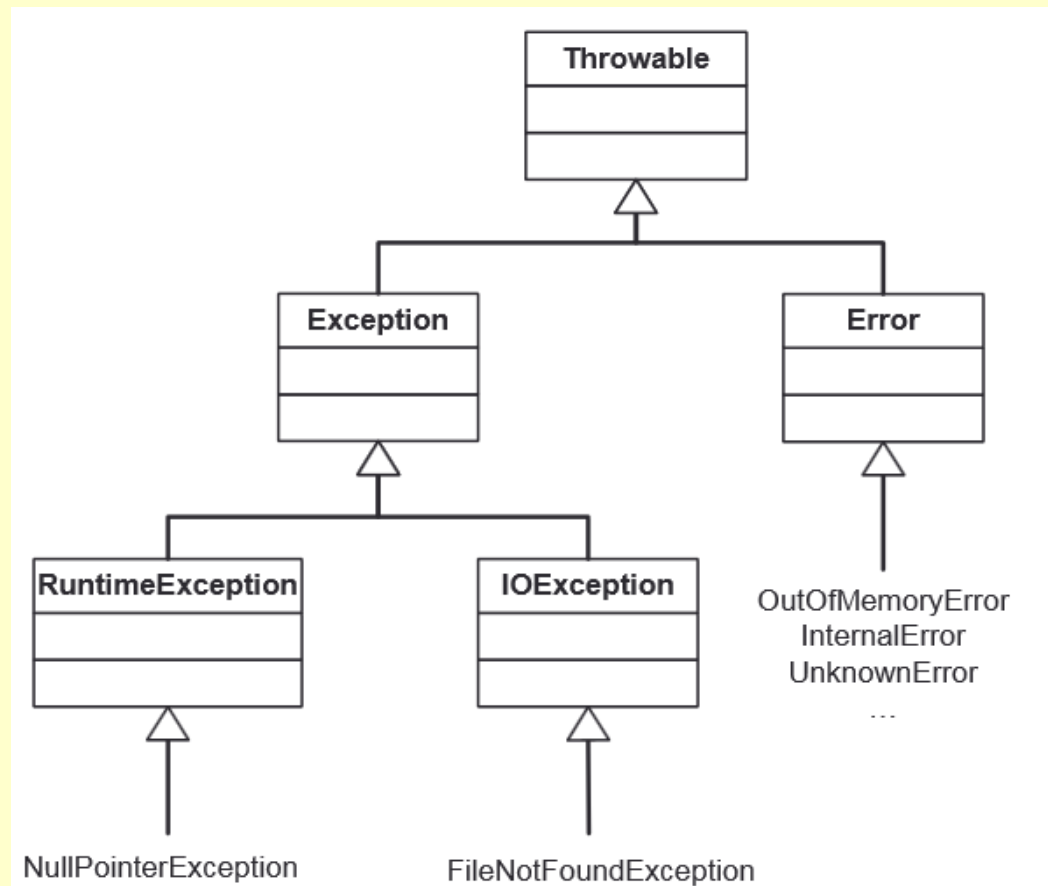 Throwable
Exception
Error
RuntimeException
IOException
OutOfMemoryError
InternalError
UnknownError
...
NullPointerException
FileNotFoundException